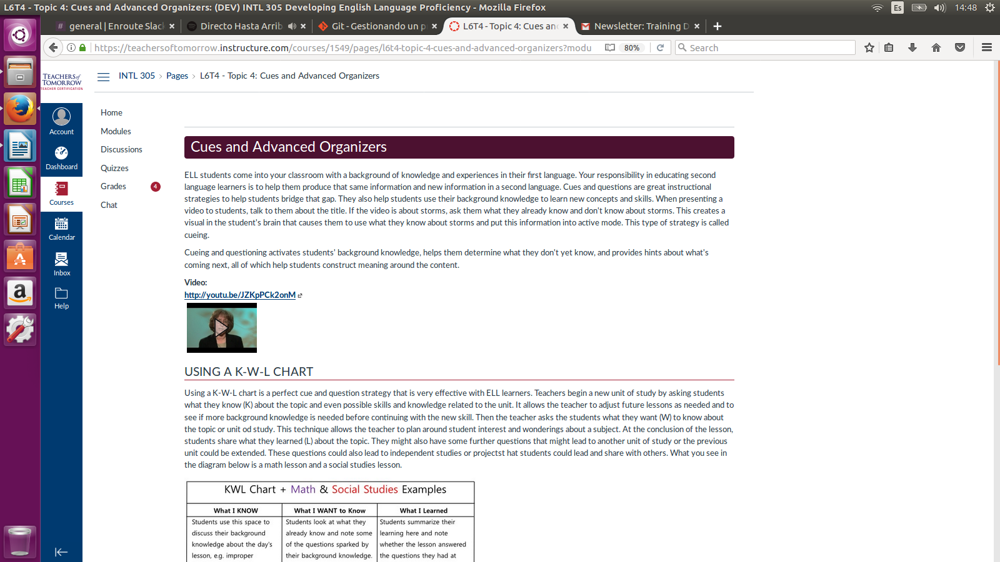 L6T4 - Topic 4: Cues and Advanced Organizers: (DEV) INTL 305 Developing English Language Proficiency - Mozilla Firefox
Es
14:48
# general | Enroute Slac
Directo Hasta Arrib
Git - Gestionando un p
L6T4 - Topic 4: Cues an
Newsletter: Training D
https://teachersoftomorrow.instructure.com/courses/1549/pages/l6t4-topic-4-cues-and-advanced-organizers?modu
80%
Search
TEACHERS of
TOMORROW
TEACHER CERTIFICATION
INTL 305 > Pages > L6T4 - Topic 4: Cues and Advanced Organizers
Account
Dashboard
Courses
Calendar
Inbox
Help
Home
Modules
Discussions
Quizzes
Grades 4
Chat
Cues and Advanced Organizers
ELL students come into your classroom with a background of knowledge and experiences in their first language. Your responsibility in educating second
language learners is to help them produce that same information and new information in a second language. Cues and questions are great instructional
strategies to help students bridge that gap. They also help students use their background knowledge to learn new concepts and skills. When presenting a
video to students, talk to them about the title. If the video is about storms, ask them what they already know and don't know about storms. This creates a
visual in the student's brain that causes them to use what they know about storms and put this information into active mode. This type of strategy is called
cueing.
Cueing and questioning activates students' background knowledge, helps them determine what they don't yet know, and provides hints about what's
coming next, all of which help students construct meaning around the content.
Video:
http://youtu.be/JZKpPCk2onM
USING A K-W-L CHART
Using a K-W-L chart is a perfect cue and question strategy that is very effective with ELL learners. Teachers begin a new unit of study by asking students
what they know (K) about the topic and even possible skills and knowledge related to the unit. It allows the teacher to adjust future lessons as needed and to
see if more background knowledge is needed before continuing with the new skill. Then the teacher asks the students what they want (W) to know about
the topic or unit od study. This technique allows the teacher to plan around student interest and wonderings about a subject. At the conclusion of the lesson,
students share what they learned (L) about the topic. They might also have some further questions that might lead to another unit of study or the previous
unit could be extended. These questions could also lead to independent studies or projectst hat students could lead and share with others. What you see in
the diagram below is a math lesson and a social studies lesson.
KWL Chart + Math & Social Studies Examples
What I KNOW
Students use this space to
discuss their background
knowledge about the day's
lesson, e.g. improper
What I WANT to Know
Students look at what they
already know and note some
of the questions sparked by
their background knowledge.
What I Learned
Students summarize their
learning here and note
whether the lesson answered
the questions they had at